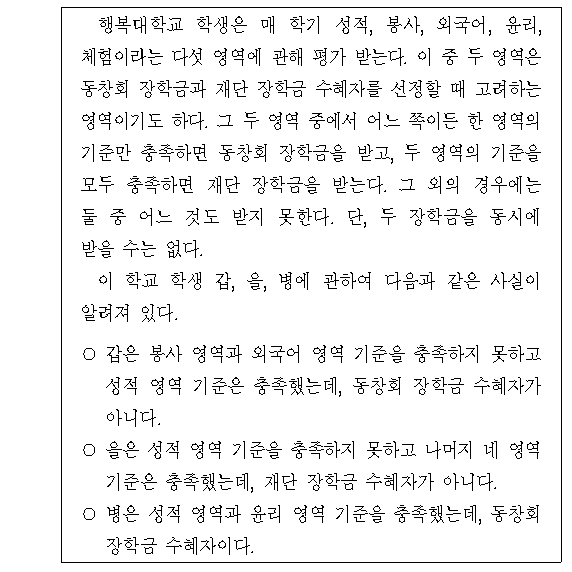 행복대학교 학생은 매 학기 성적, 봉사, 외국어, 윤리,
체험이라는 다섯 영역에 관해 평가 받는다. 이 중 두 영역은
동창회 장학금과 재단 장학금 수혜자를 선정할 때 고려하는
영역이기도 하다. 그 두 영역 중에서 어느 쪽이든 한 영역의
기준만 충족하면 동창회 장학금을 받고, 두 영역의 기준을
모두 충족하면 재단 장학금을 받는다. 그 외의 경우에는
둘 중 어느 것도 받지 못한다. 단, 두 장학금을 동시에
받을 수는 없다.
이 학교 학생 갑, 을, 병에 관하여 다음과 같은 사실이
알려져 있다.
○ 갑은 봉사 영역과 외국어 영역 기준을 충족하지 못하고
성적 영역 기준은 충족했는데, 동창회 장학금 수혜자가
아니다.
○ 을은 성적 영역 기준을 충족하지 못하고 나머지 네 영역
기준은 충족했는데, 재단 장학금 수혜자가 아니다.
○ 병은 성적 영역과 윤리 영역 기준을 충족했는데, 동창회
장학금 수혜자이다.